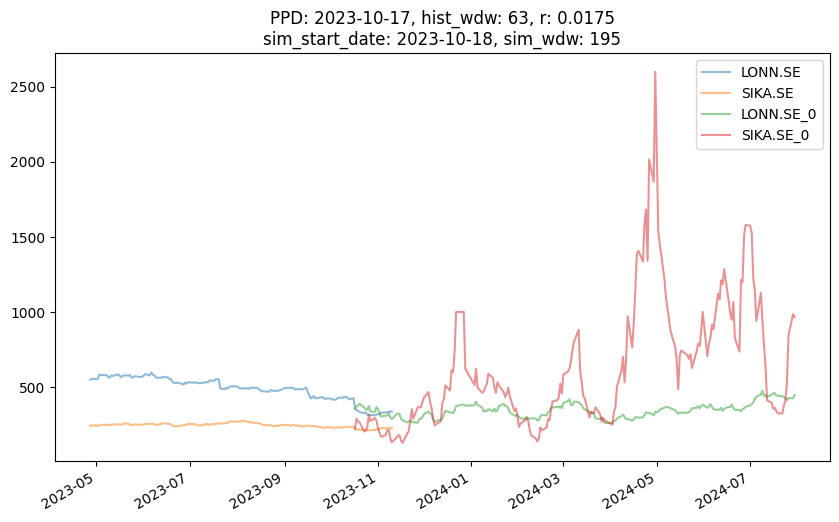 PPD: 2023-10-17, hist_wdw: 63, r: 0.0175
sim_start_date: 2023-10-18, sim_wdw: 195
2500
2000
1500
1000
500
LONN.SE
SIKA.SE
LONN.SE_0
SIKA.SE_0
2023-05
2023-07
2023-09
2023-11
2024-01
2024-03
2024-05
2024-07